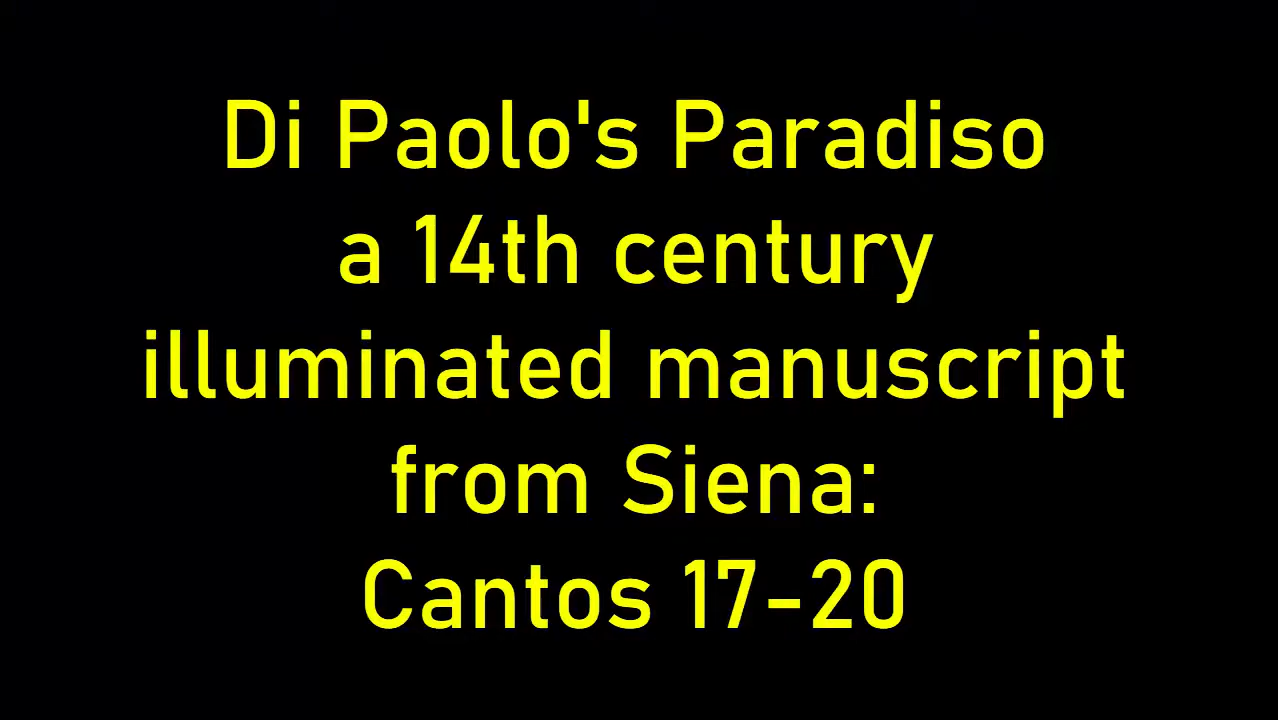 Di Paolo's Paradiso
a 14th century
illuminated manuscript
from Siena:
Cantos 17-20